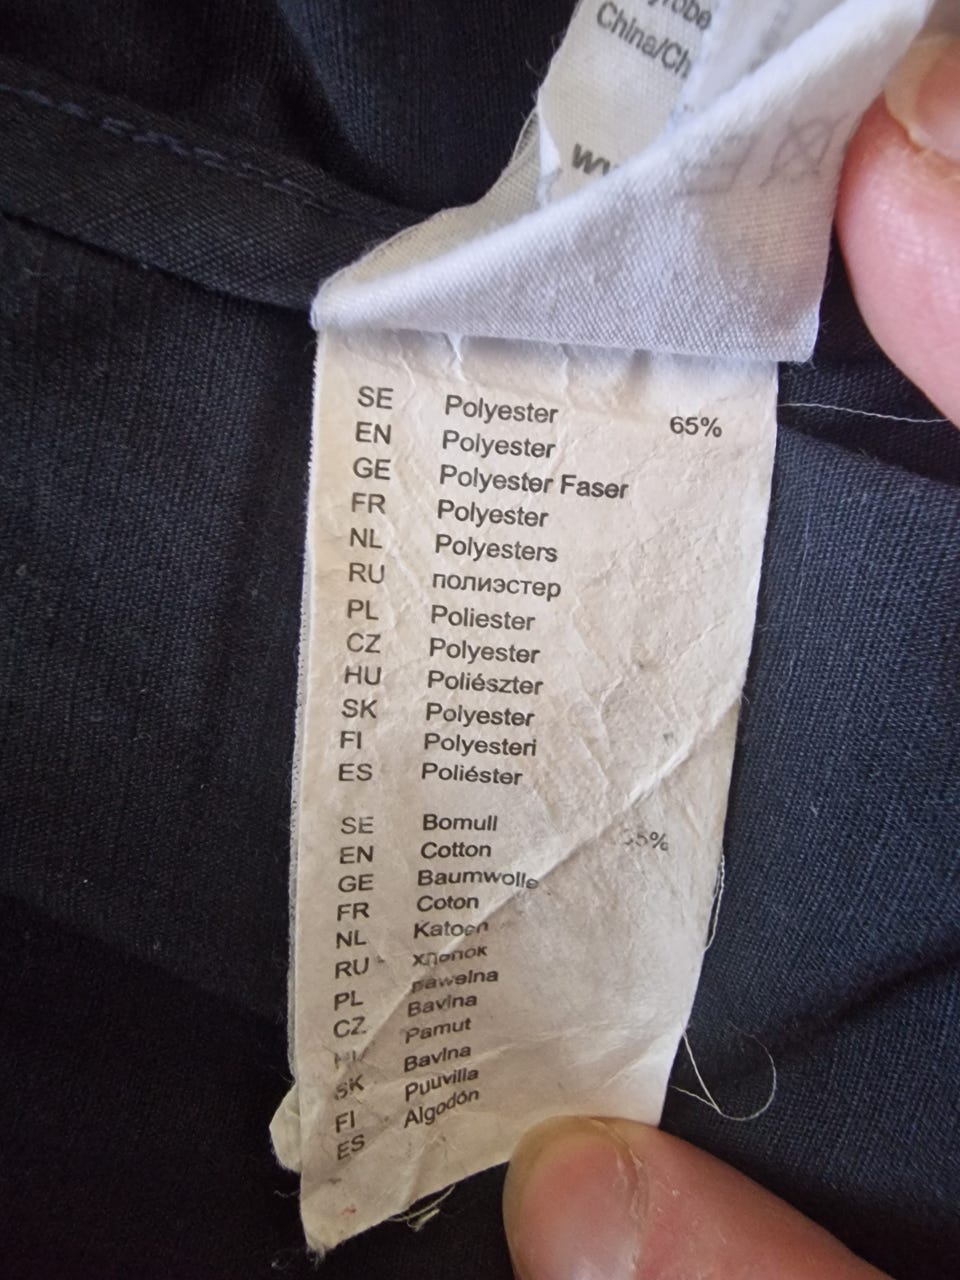 China/Ch
SE Polyester 65%
EN Polyester
GE Polyester Faser
FR Polyester
NL Polyesters
RU полиэстер
PL Poliester
CZ Polyester
HU Poliészter
SK Polyester
FI Polyesteri
ES Poliéster
SE Bomull 35%
EN Cotton
GE Baumwolle
FR Coton
NL Katoen
RU хлопок
PL bawełna
CZ Bavlna
Pamut
SK Bavlna
FI Puuvilla
ES Algodón